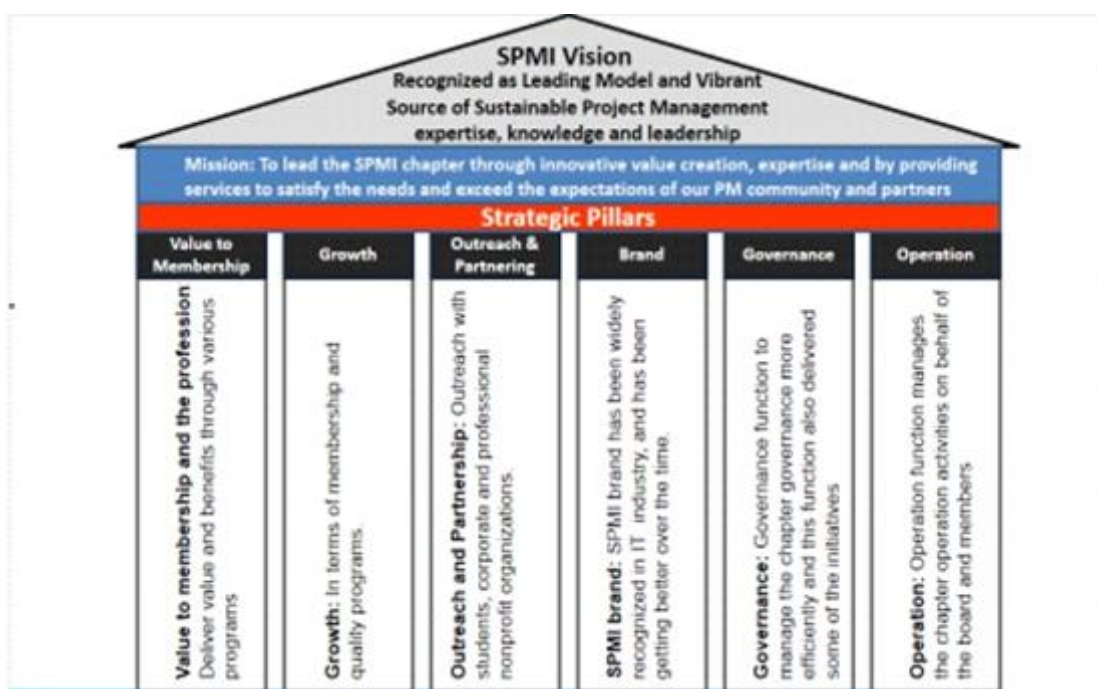 SPMI Vision
Recognized as Leading Model and Vibrant
Source of Sustainable Project Management
expertise, knowledge and leadership
Mission: To lead the SPMI chapter through innovative value creation, expertise and by providing
services to satisfy the needs and exceed the expectations of our PM community and partners
Strategic Pillars
Value to
Membership
Growth
Outreach &
Partnering
Brand
Governance
Operation
Value to membership and the profession
Deliver value and benefits through various
programs
Growth: In terms of membership and
quality programs.
Outreach and Partnership: Outreach with
students, corporate and professional
nonprofit organizations.
SPMI brand: SPMI brand has been widely
recognized in IT industry, and has been
getting better over the time.
Governance: Governance function to
manage the chapter governance more
efficiently and this function also delivered
some of the initiatives
Operation: Operation function manages
the chapter operation activities on behalf of
the board and members